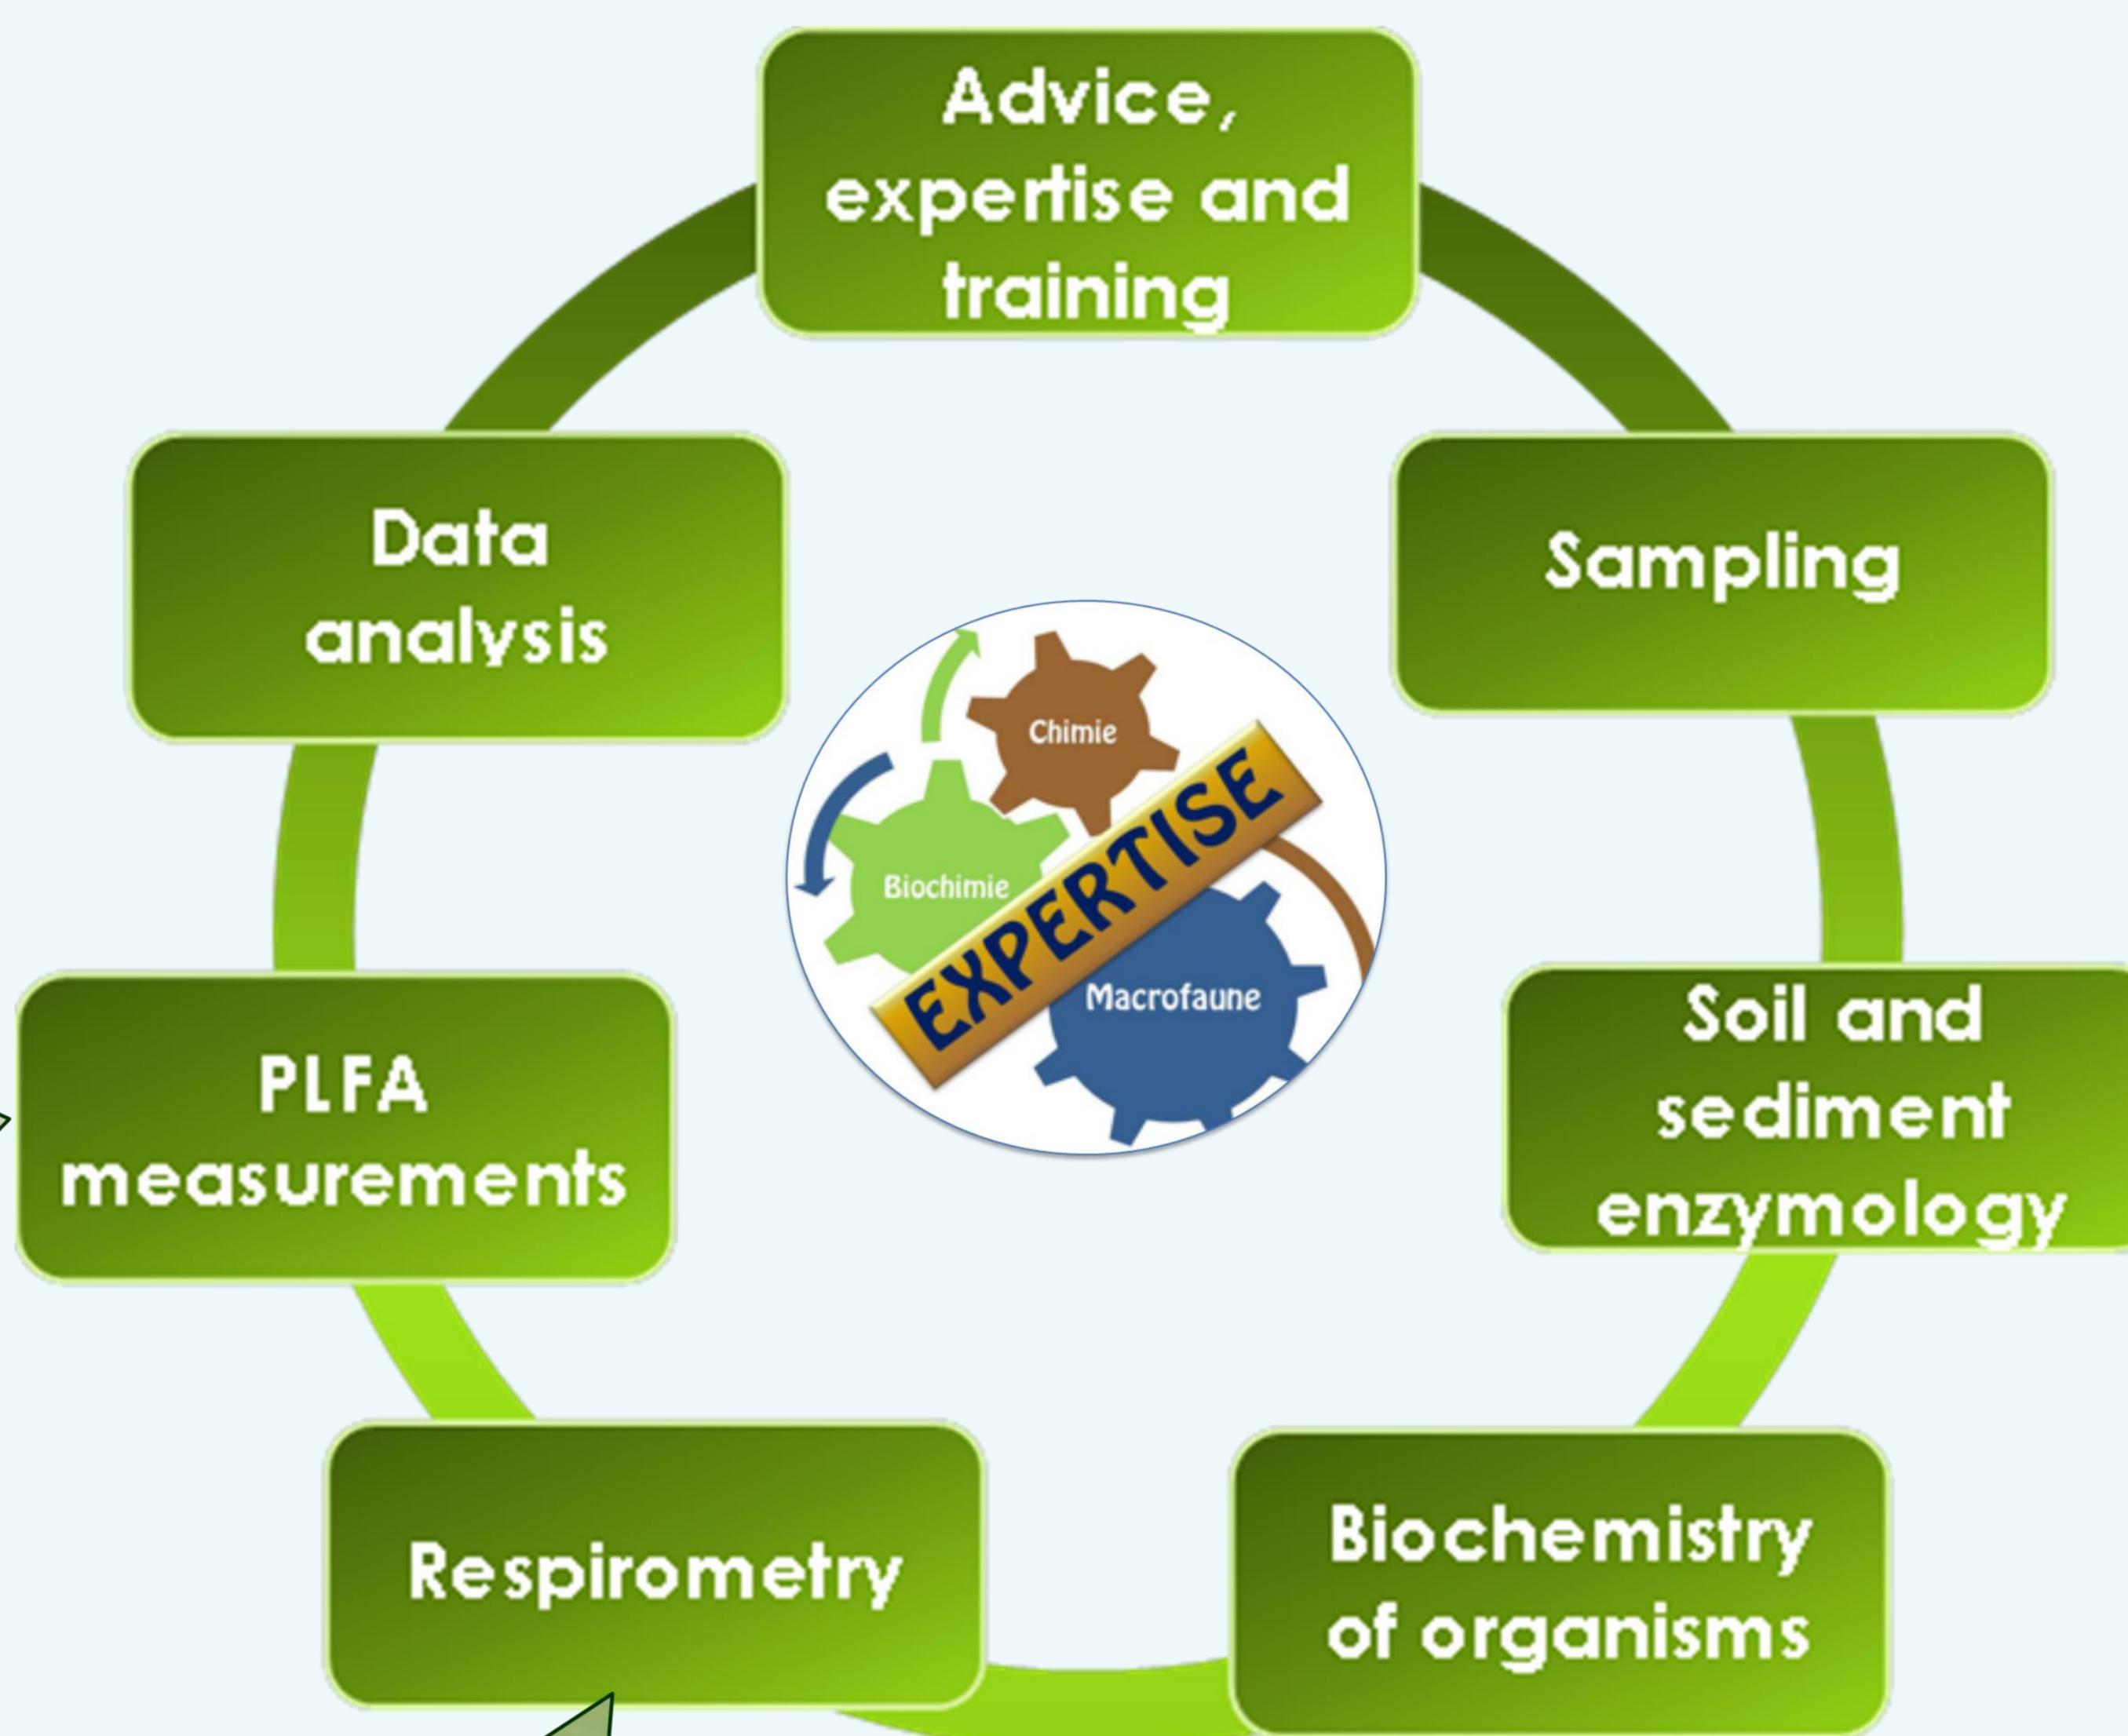 Advice,
expertise and
training
Data
analysis
Sampling
Chimie
Biochimie
EXPERTISE
Macrofaune
PLFA
measurements
Soil and
sediment
enzymology
Respirometry
Biochemistry
of organisms